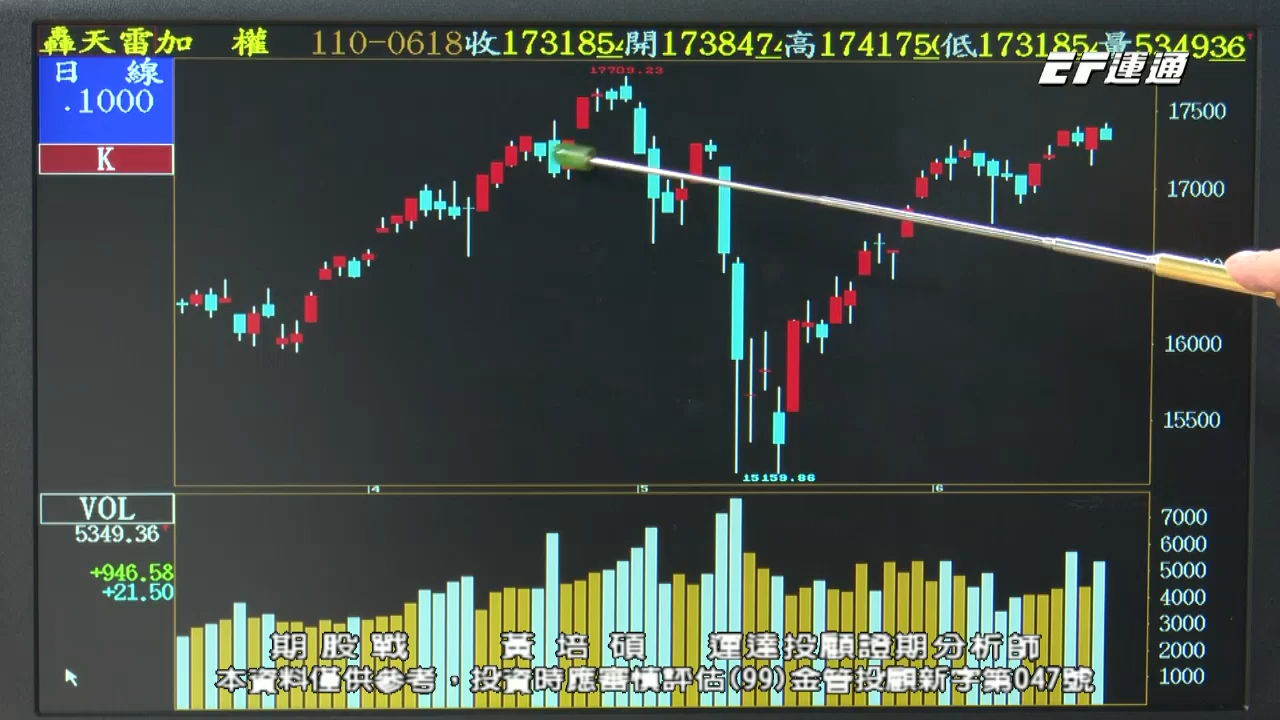 轟天雷加 權 110-0618收173185開173847高174175低173185量534936
EF運通
日 線
.1000
K
17709.23
17500
17000
16000
15500
15159.86
4 5 6
VOL
5349.36
+946.58
+21.50
7000
6000
5000
4000
3000
2000
1000
期股戰 黃培碩 運達投顧證期分析師
本資料僅供參考，投資時應審慎評估(99)金管投顧新字第047號